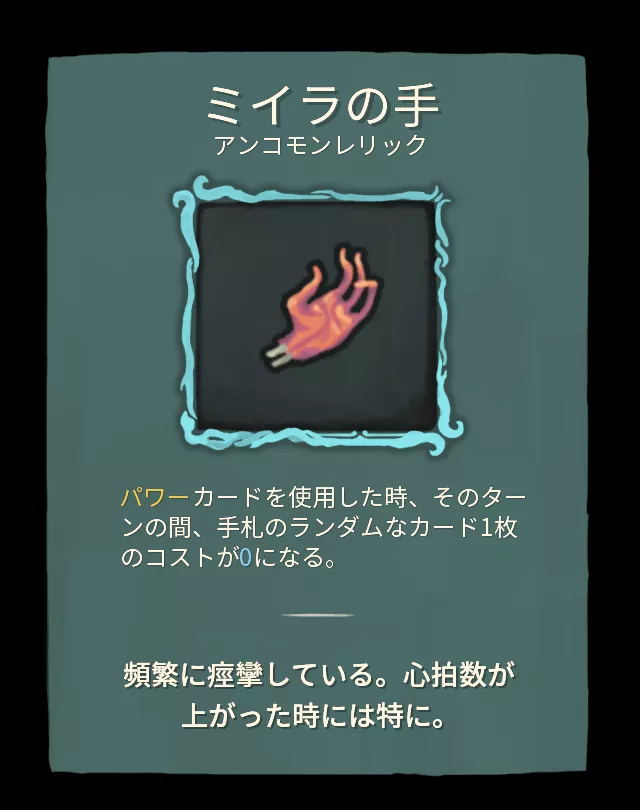 ミイラの手
アンコモンレリック
パワーカードを使用した時、そのター
ンの間、手札のランダムなカード1枚
のコストが0になる。
頻繁に痙攣している。心拍数が
上がった時には特に。